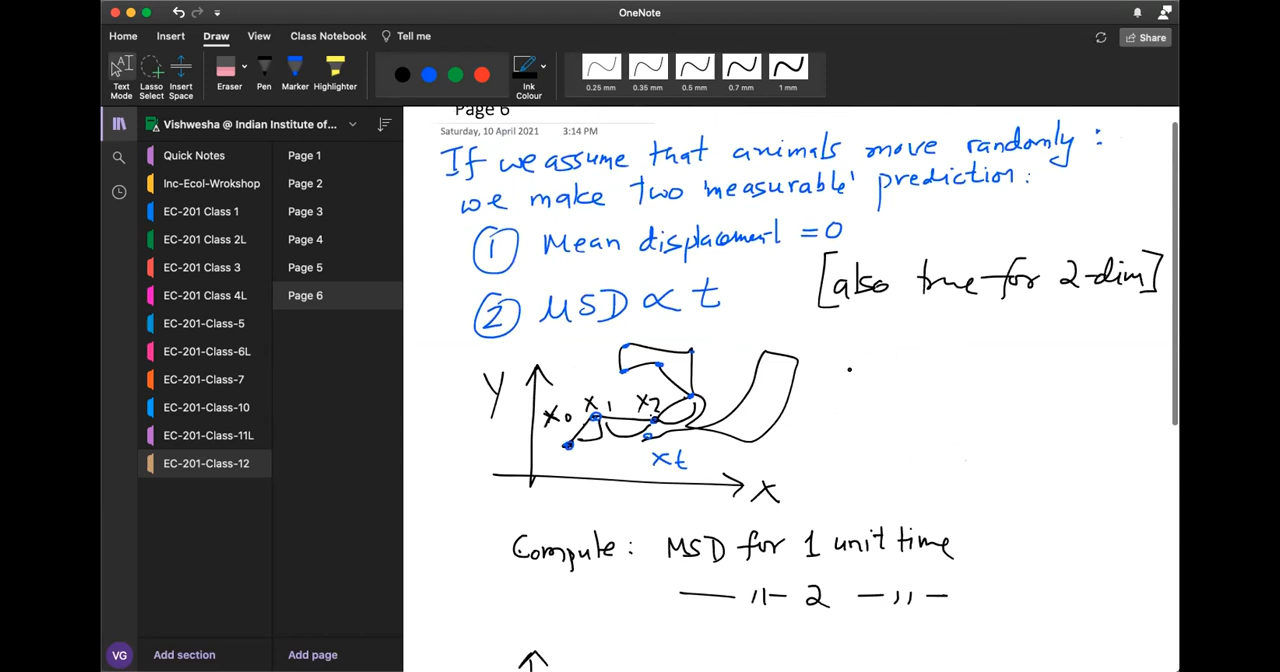 OneNote
Home Insert Draw View Class Notebook Tell me
Share
Text Mode
Lasso Select
Insert Space
Eraser
Pen
Marker
Highlighter
Ink Colour
0.25 mm
0.35 mm
0.5 mm
0.7 mm
1 mm
Vishwesha @ Indian Institute of...
Quick Notes
Inc-Ecol-Wrokshop
EC-201 Class 1
EC-201 Class 2L
EC-201 Class 3
EC-201 Class 4L
EC-201-Class-5
EC-201-Class-6L
EC-201-Class-7
EC-201-Class-10
EC-201-Class-11L
EC-201-Class-12
VG
Add section
Page 1
Page 2
Page 3
Page 4
Page 5
Page 6
Add page
Page 6
Saturday, 10 April 2021 3:14 PM
If we assume that animals move randomly :
we make two 'measurable' prediction :
① Mean displacement = 0
[also true for 2-dim]
② MSD ∝ t
Y
x0 x1 x2
xt
X
Compute : MSD for 1 unit time
— 〃— 2 —〃—